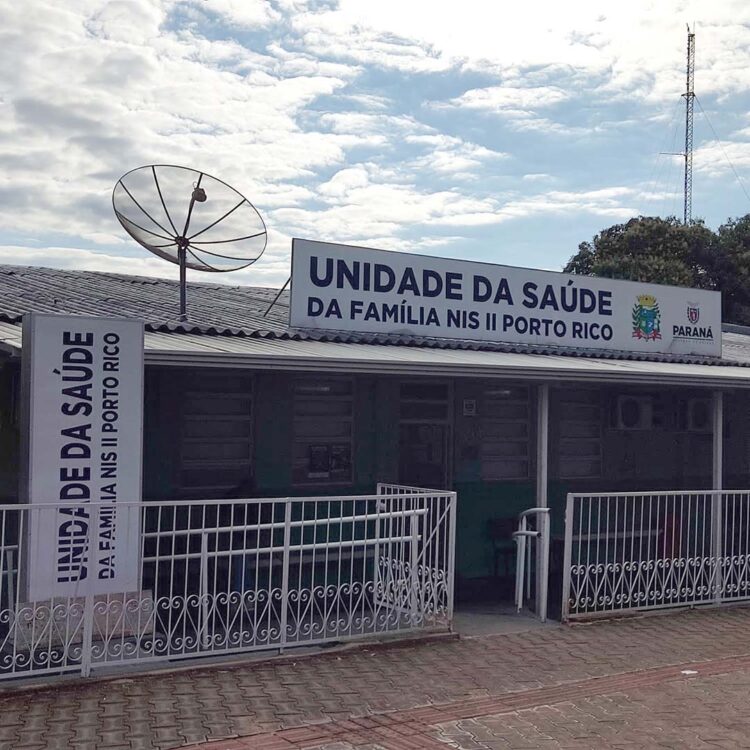 UNIDADE DA SAÚDE
DA FAMÍLIA NIS II PORTO RICO
PARANÁ
UNIDADE DA SAÚDE
DA FAMÍLIA NIS II PORTO RICO